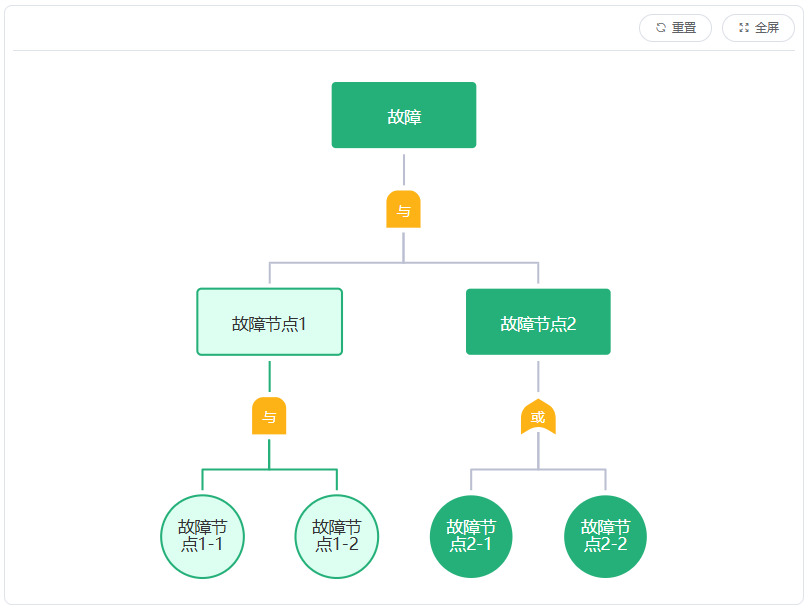 重置
全屏
故障
与
故障节点1
故障节点2
与
或
故障节
点1-1
故障节
点1-2
故障节
点2-1
故障节
点2-2